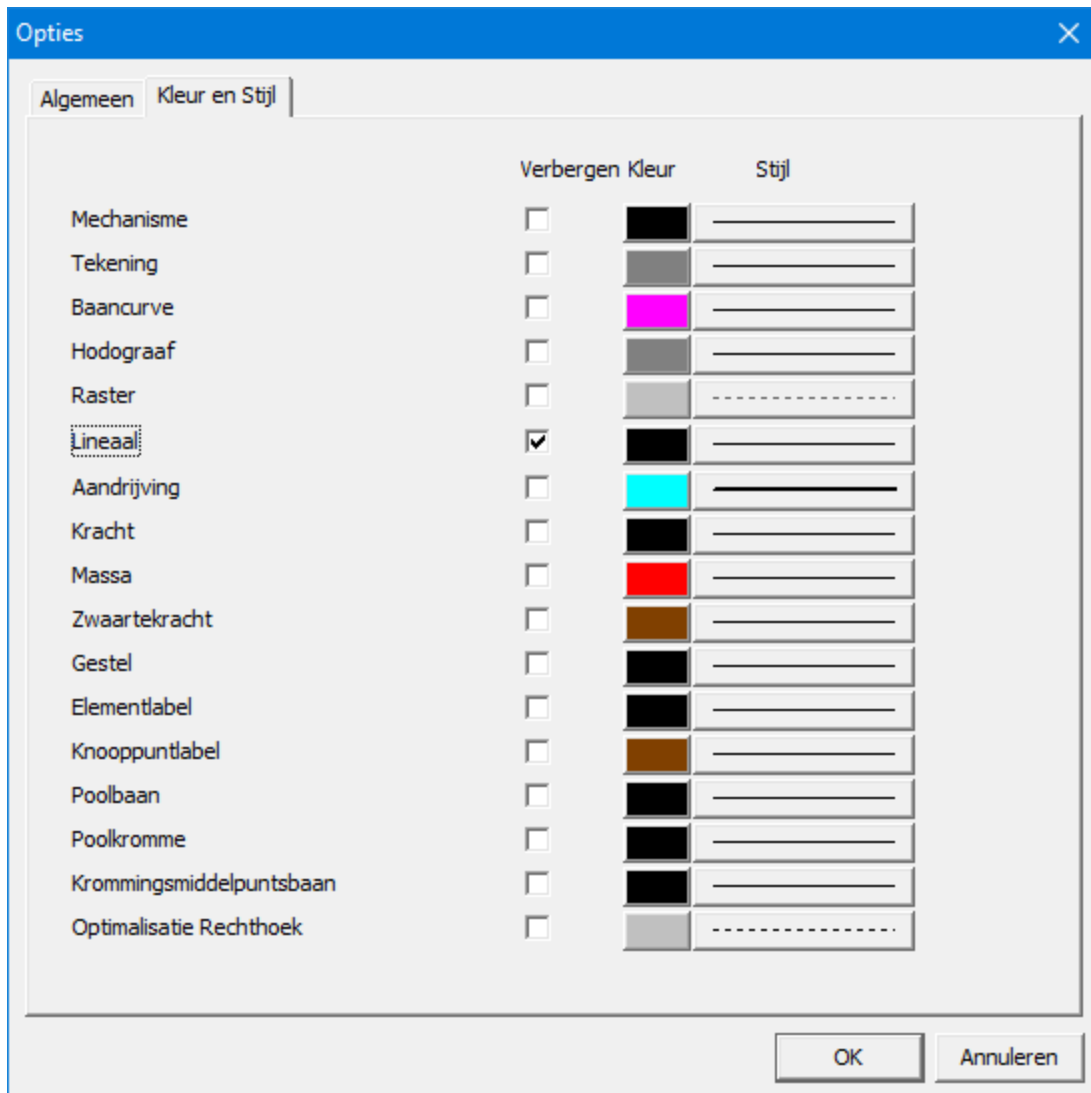 Opties
Algemeen Kleur en Stijl
Verbergen Kleur Stijl
Mechanisme
Tekening
Baancurve
Hodograaf
Raster
Lineaal
Aandrijving
Kracht
Massa
Zwaartekracht
Gestel
Elementlabel
Knooppuntlabel
Poolbaan
Poolkromme
Krommingsmiddelpuntsbaan
Optimalisatie Rechthoek
OK Annuleren